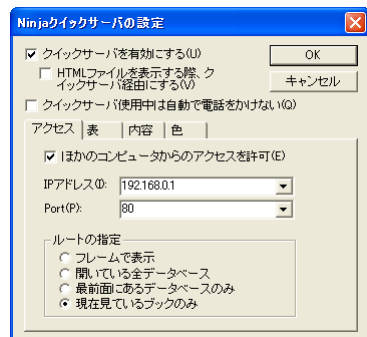 Ninjaクイックサーバの設定
クイックサーバを有効にする(U)
OK
HTMLファイルを表示する際、ク
イックサーバ経由にする(V)
キャンセル
クイックサーバ使用中は自動で電話をかけない(Q)
アクセス 表 内容 色
ほかのコンピュータからのアクセスを許可(E)
IPアドレス(I): 192.168.0.1
Port(P): 80
ルートの指定
フレームで表示
開いている全データベース
最前面にあるデータベースのみ
現在見ているブックのみ